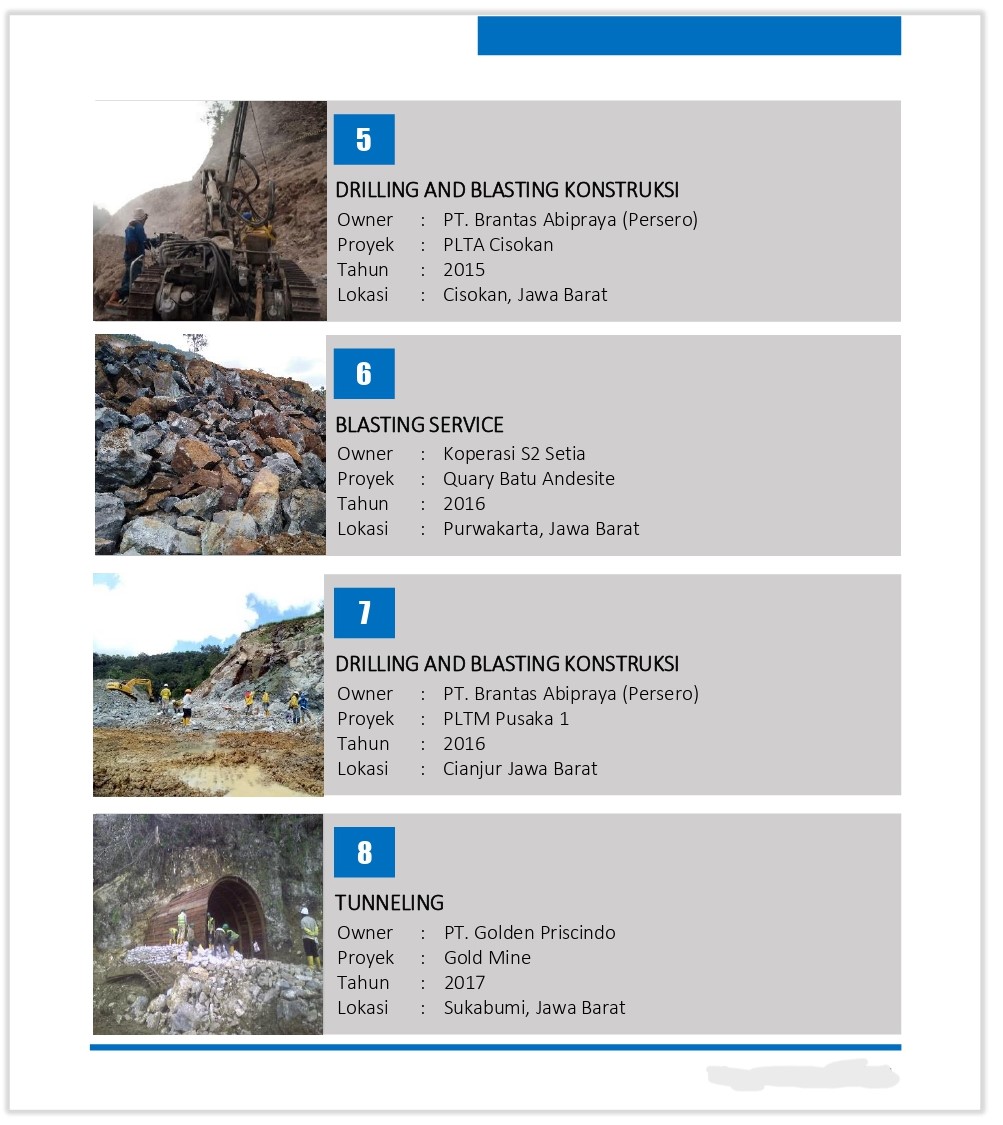 5
DRILLING AND BLASTING KONSTRUKSI
Owner : PT. Brantas Abipraya (Persero)
Proyek : PLTA Cisokan
Tahun : 2015
Lokasi : Cisokan, Jawa Barat
6
BLASTING SERVICE
Owner : Koperasi S2 Setia
Proyek : Quary Batu Andesite
Tahun : 2016
Lokasi : Purwakarta, Jawa Barat
7
DRILLING AND BLASTING KONSTRUKSI
Owner : PT. Brantas Abipraya (Persero)
Proyek : PLTM Pusaka 1
Tahun : 2016
Lokasi : Cianjur Jawa Barat
8
TUNNELING
Owner : PT. Golden Priscindo
Proyek : Gold Mine
Tahun : 2017
Lokasi : Sukabumi, Jawa Barat